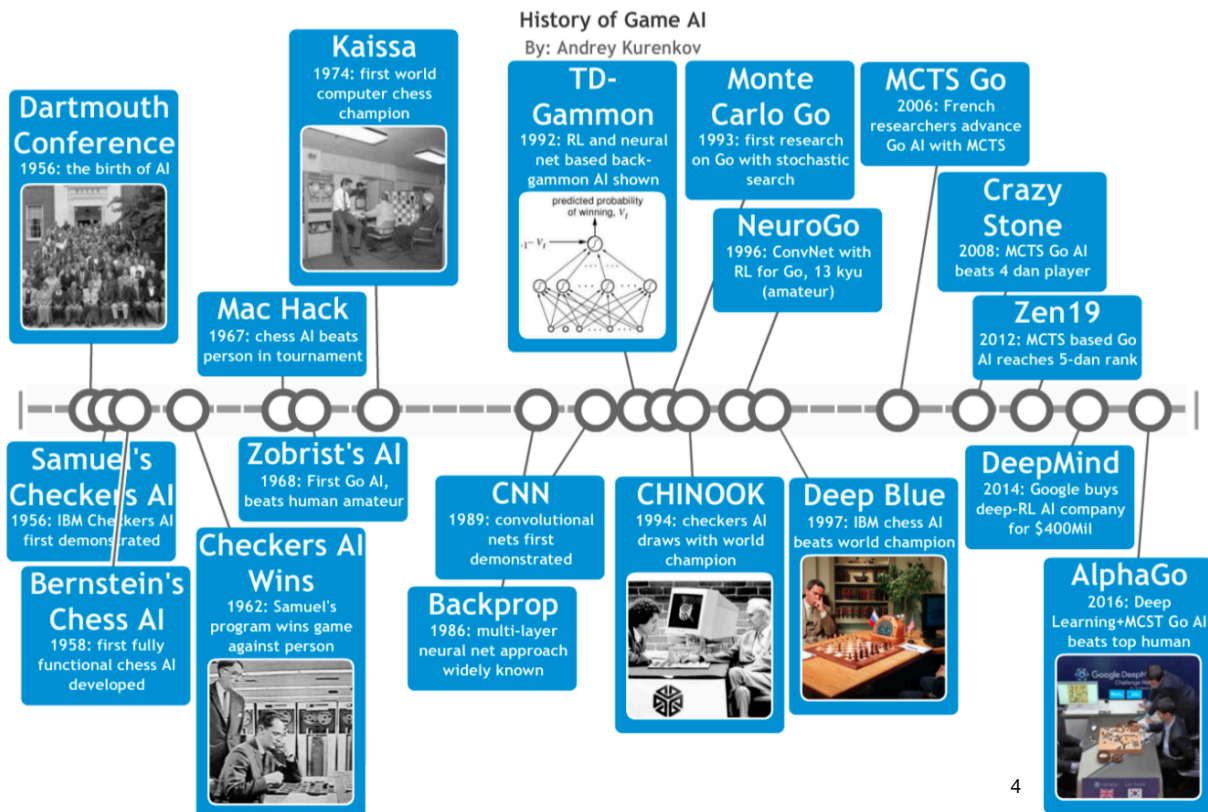 History of Game AI
By: Andrey Kurenkov
Dartmouth
Conference
1956: the birth of AI
Samuel's
Checkers AI
1956: IBM Checkers AI
first demonstrated
Bernstein's
Chess AI
1958: first fully
functional chess AI
developed
Checkers AI
Wins
1962: Samuel's
program wins game
against person
Mac Hack
1967: chess AI beats
person in tournament
Zobrist's AI
1968: First Go AI,
beats human amateur
Kaissa
1974: first world
computer chess
champion
Backprop
1986: multi-layer
neural net approach
widely known
CNN
1989: convolutional
nets first
demonstrated
TD-
Gammon
1992: RL and neural
net based back-
gammon AI shown
predicted probability
of winning, V_t
-1- V_t
Monte
Carlo Go
1993: first research
on Go with stochastic
search
CHINOOK
1994: checkers AI
draws with world
champion
NeuroGo
1996: ConvNet with
RL for Go, 13 kyu
(amateur)
Deep Blue
1997: IBM chess AI
beats world champion
MCTS Go
2006: French
researchers advance
Go AI with MCTS
Crazy
Stone
2008: MCTS Go AI
beats 4 dan player
Zen19
2012: MCTS based Go
AI reaches 5-dan rank
DeepMind
2014: Google buys
deep-RL AI company
for $400Mil
AlphaGo
2016: Deep
Learning+MCST Go AI
beats top human
4